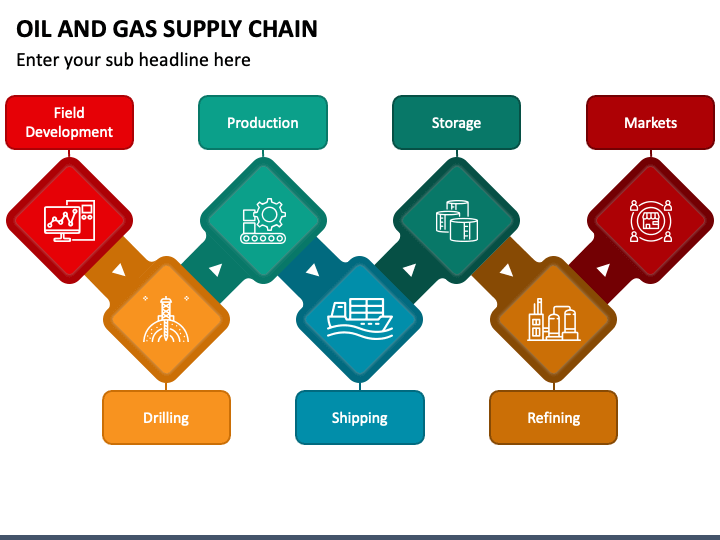 OIL AND GAS SUPPLY CHAIN
Enter your sub headline here
Field
Development
Production
Storage
Markets
Drilling
Shipping
Refining